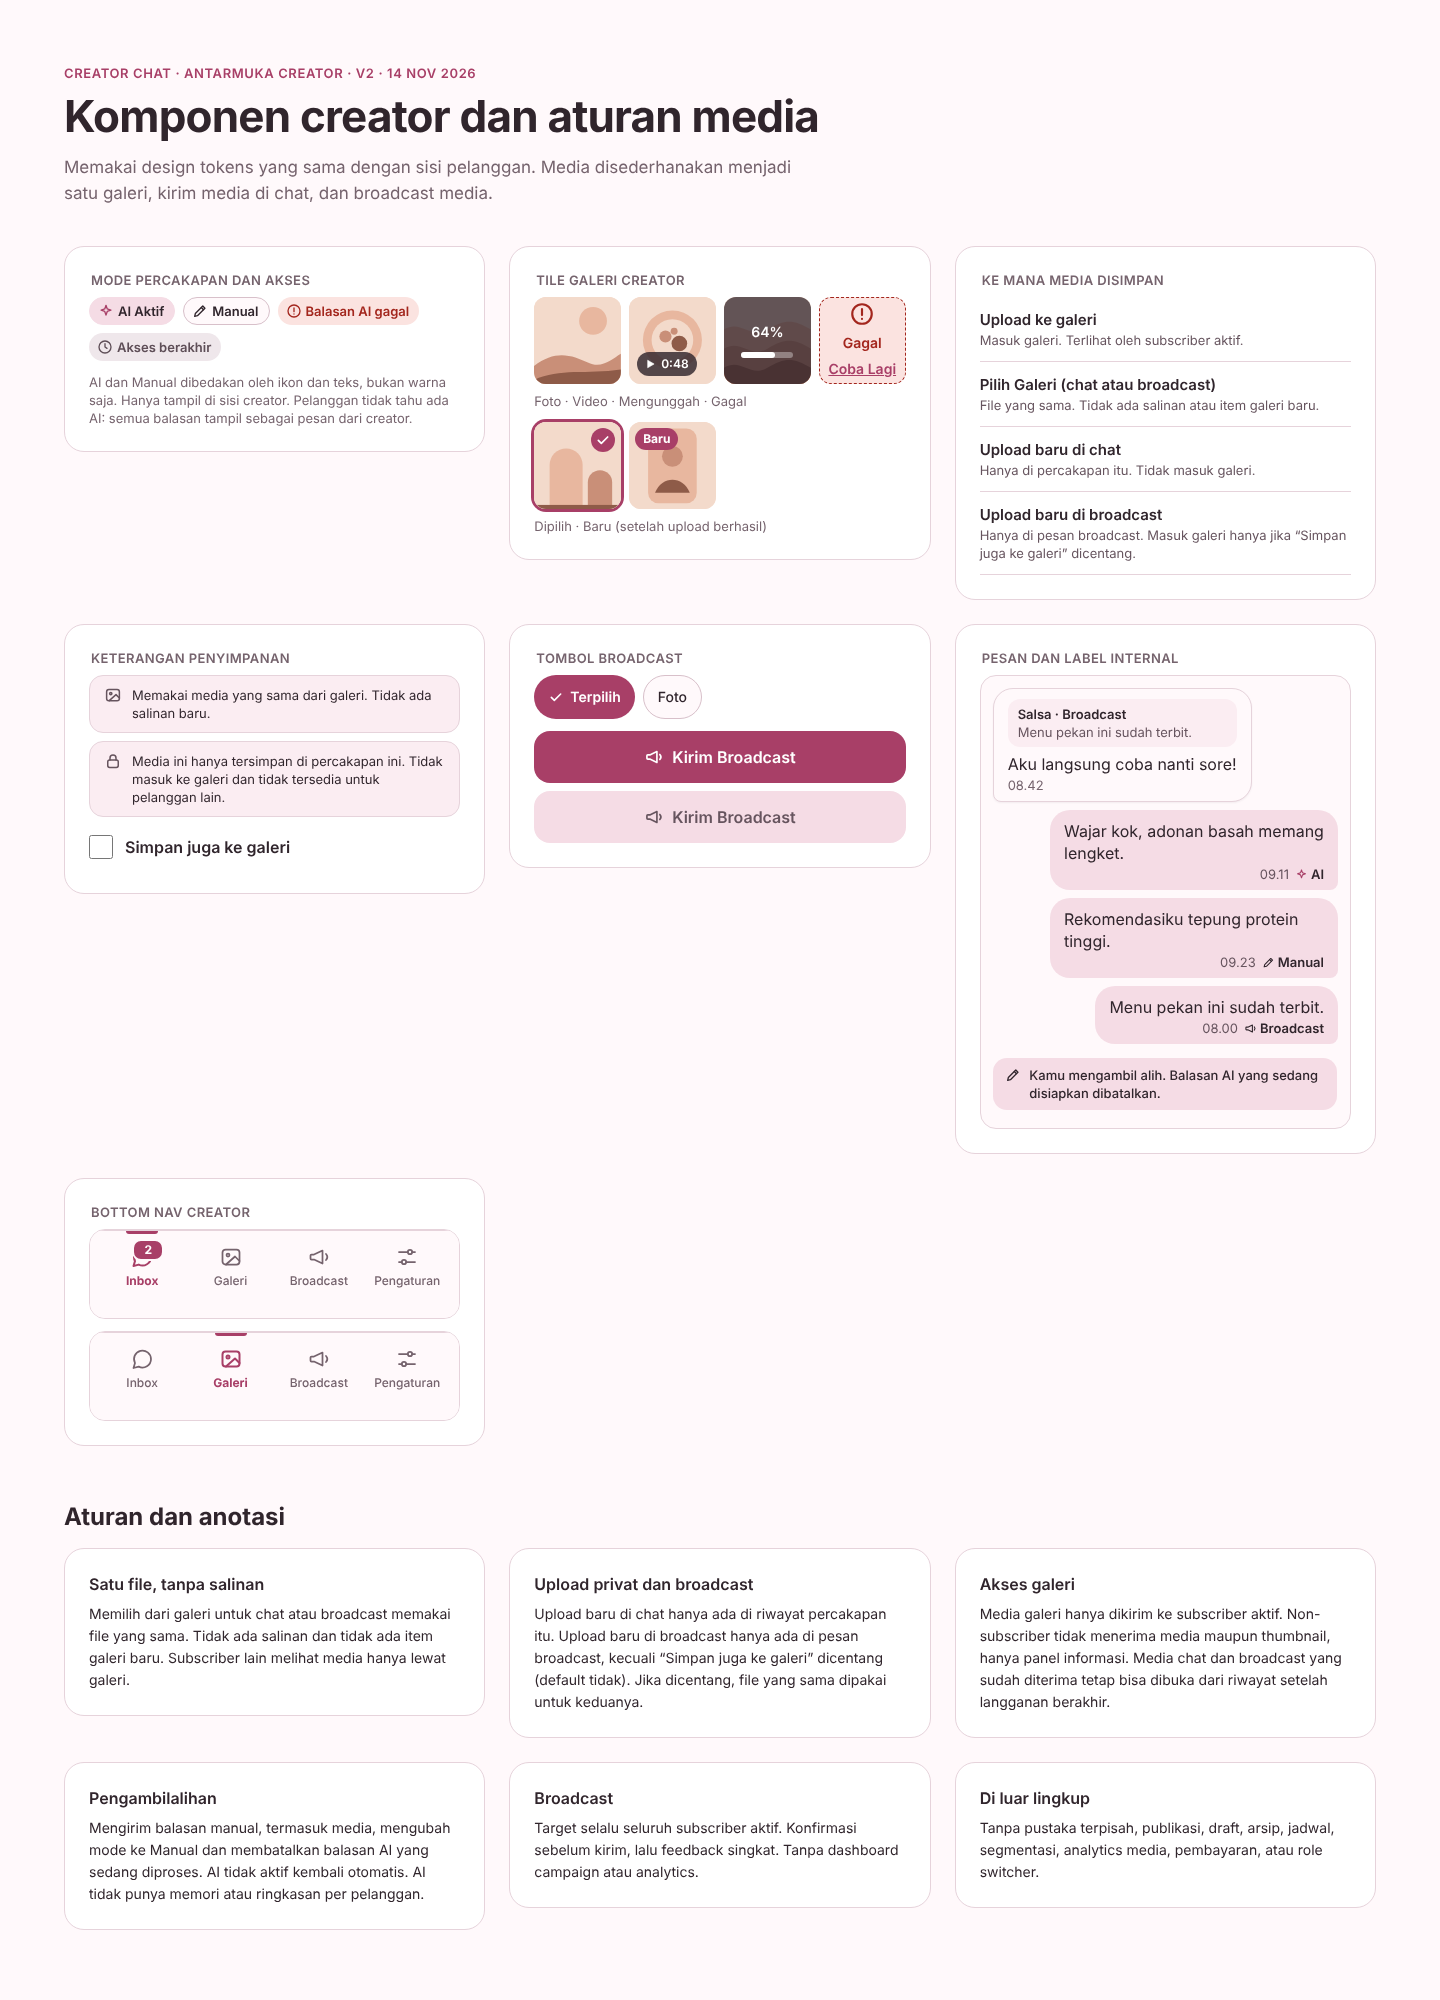 CREATOR CHAT · ANTARMUKA CREATOR · V2 · 14 NOV 2026
Komponen creator dan aturan media
Memakai design tokens yang sama dengan sisi pelanggan. Media disederhanakan menjadi
satu galeri, kirim media di chat, dan broadcast media.
MODE PERCAKAPAN DAN AKSES
AI Aktif
Manual
Balasan AI gagal
Akses berakhir
AI dan Manual dibedakan oleh ikon dan teks, bukan warna
saja. Hanya tampil di sisi creator. Pelanggan tidak tahu ada
AI: semua balasan tampil sebagai pesan dari creator.
TILE GALERI CREATOR
0:48
64%
Gagal
Coba Lagi
Foto · Video · Mengunggah · Gagal
Baru
Dipilih · Baru (setelah upload berhasil)
KE MANA MEDIA DISIMPAN
Upload ke galeri
Masuk galeri. Terlihat oleh subscriber aktif.
Pilih Galeri (chat atau broadcast)
File yang sama. Tidak ada salinan atau item galeri baru.
Upload baru di chat
Hanya di percakapan itu. Tidak masuk galeri.
Upload baru di broadcast
Hanya di pesan broadcast. Masuk galeri hanya jika “Simpan
juga ke galeri” dicentang.
KETERANGAN PENYIMPANAN
Memakai media yang sama dari galeri. Tidak ada
salinan baru.
Media ini hanya tersimpan di percakapan ini. Tidak
masuk ke galeri dan tidak tersedia untuk
pelanggan lain.
Simpan juga ke galeri
TOMBOL BROADCAST
Terpilih
Foto
Kirim Broadcast
Kirim Broadcast
PESAN DAN LABEL INTERNAL
Salsa · Broadcast
Menu pekan ini sudah terbit.
Aku langsung coba nanti sore!
08.42
Wajar kok, adonan basah memang
lengket.
09.11 AI
Rekomendasiku tepung protein
tinggi.
09.23 Manual
Menu pekan ini sudah terbit.
08.00 Broadcast
Kamu mengambil alih. Balasan AI yang sedang
disiapkan dibatalkan.
BOTTOM NAV CREATOR
2
Inbox
Galeri
Broadcast
Pengaturan
Inbox
Galeri
Broadcast
Pengaturan
Aturan dan anotasi
Satu file, tanpa salinan
Memilih dari galeri untuk chat atau broadcast memakai
file yang sama. Tidak ada salinan dan tidak ada item
galeri baru. Subscriber lain melihat media hanya lewat
galeri.
Upload privat dan broadcast
Upload baru di chat hanya ada di riwayat percakapan
itu. Upload baru di broadcast hanya ada di pesan
broadcast, kecuali “Simpan juga ke galeri” dicentang
(default tidak). Jika dicentang, file yang sama dipakai
untuk keduanya.
Akses galeri
Media galeri hanya dikirim ke subscriber aktif. Non-
subscriber tidak menerima media maupun thumbnail,
hanya panel informasi. Media chat dan broadcast yang
sudah diterima tetap bisa dibuka dari riwayat setelah
langganan berakhir.
Pengambilalihan
Mengirim balasan manual, termasuk media, mengubah
mode ke Manual dan membatalkan balasan AI yang
sedang diproses. AI tidak aktif kembali otomatis. AI
tidak punya memori atau ringkasan per pelanggan.
Broadcast
Target selalu seluruh subscriber aktif. Konfirmasi
sebelum kirim, lalu feedback singkat. Tanpa dashboard
campaign atau analytics.
Di luar lingkup
Tanpa pustaka terpisah, publikasi, draft, arsip, jadwal,
segmentasi, analytics media, pembayaran, atau role
switcher.